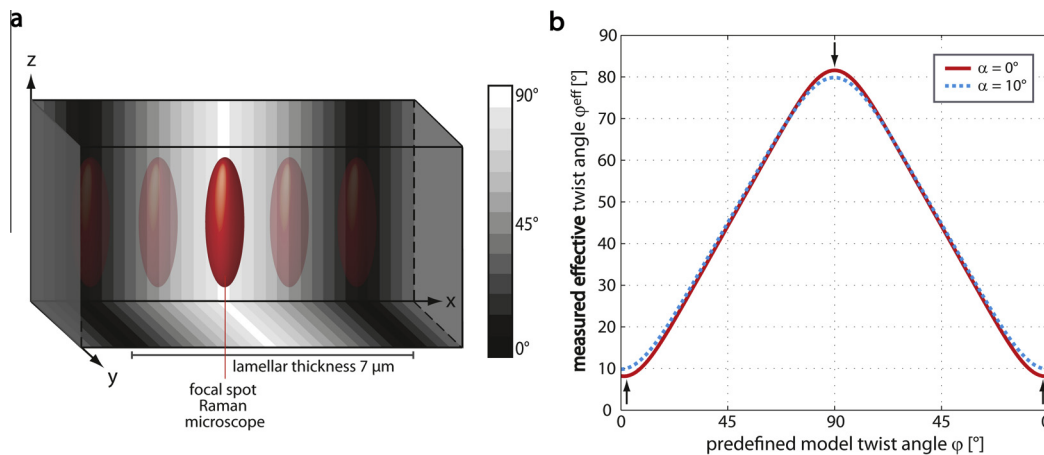 a
z
x
y
90°
45°
0°
lamellar thickness 7 μm
focal spot
Raman
microscope
b
measured effective twist angle φeff [°]
90
80
70
60
50
40
30
20
10
0
α = 0°
α = 10°
0 45 90 45 0
predefined model twist angle φ [°]